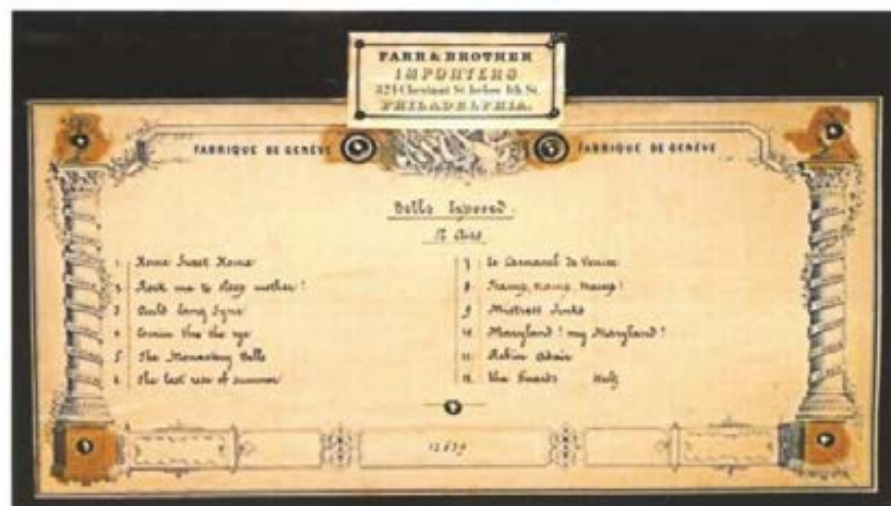 FARR & BROTHER
IMPORTERS
324 Chestnut St. before 4th St.
PHILADELPHIA.
FABRIQUE DE GENÈVE
FABRIQUE DE GENÈVE
Bells Exposed.
12 Airs
1 Home Sweet Home
2 Rock me to sleep mother!
3 Auld Lang Syne
4 Comin thro the rye
5 The Monastery Bells
6 The last rose of summer
7 Le Carnaval de Venise
8 Tramp, tramp, tramp!
9 Mistress Jinks
10 Maryland! my Maryland!
11 Robin Adair
12 The Guards Waltz